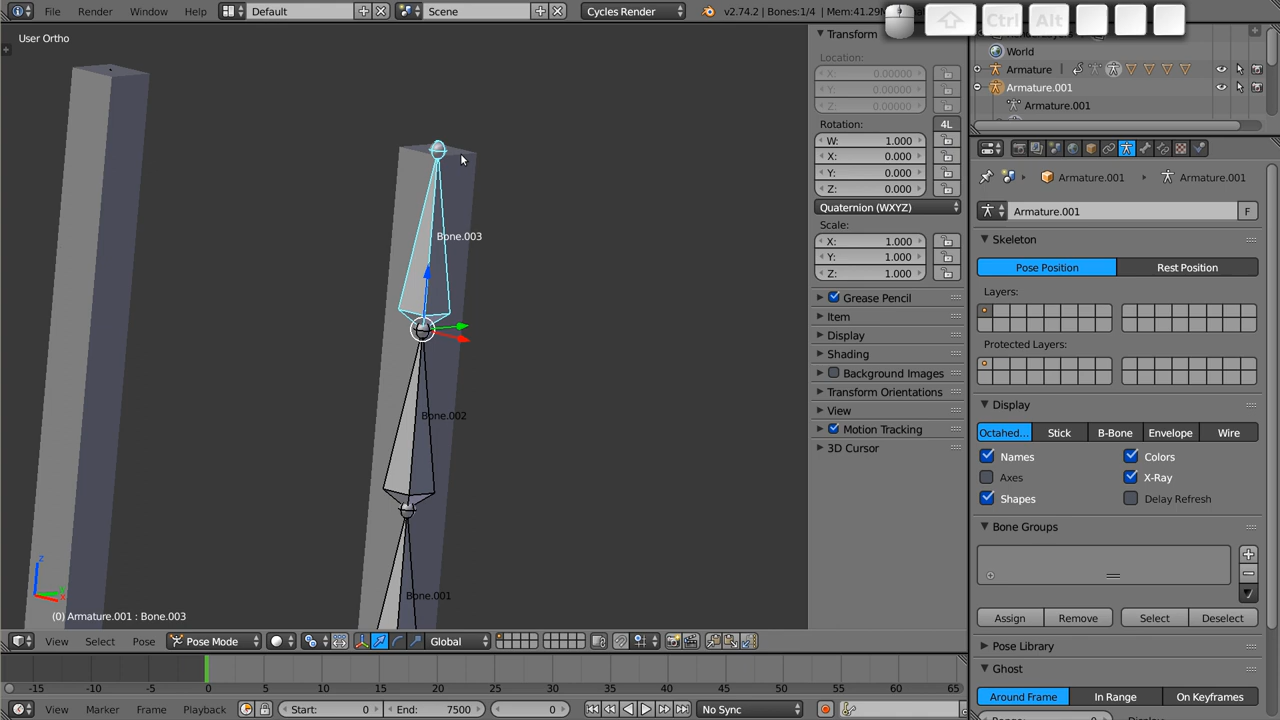 File Render Window Help Default Scene Cycles Render v2.74.2 | Bones:1/4 | Mem:41.29
Ctrl Alt
User Ortho
Bone.003
Bone.002
Bone.001
(0) Armature.001 : Bone.003
Transform
Location:
X: 0.00000
Y: 0.00000
Z: 0.00000
Rotation: 4L
W: 1.000
X: 0.000
Y: 0.000
Z: 0.000
Quaternion (WXYZ)
Scale:
X: 1.000
Y: 1.000
Z: 1.000
Grease Pencil
Item
Display
Shading
Background Images
Transform Orientations
View
Motion Tracking
3D Cursor
World
Armature
Armature.001
Armature.001
Armature.001 Armature.001
Armature.001 F
Skeleton
Pose Position Rest Position
Layers:
Protected Layers:
Display
Octahed... Stick B-Bone Envelope Wire
Names Colors
Axes X-Ray
Shapes Delay Refresh
Bone Groups
Assign Remove Select Deselect
Pose Library
Ghost
Around Frame In Range On Keyframes
View Select Pose Pose Mode Global
-15 -10 -5 0 5 10 15 20 25 30 35 40 45 50 55 60 65
View Marker Frame Playback Start: 0 End: 7500 0 No Sync